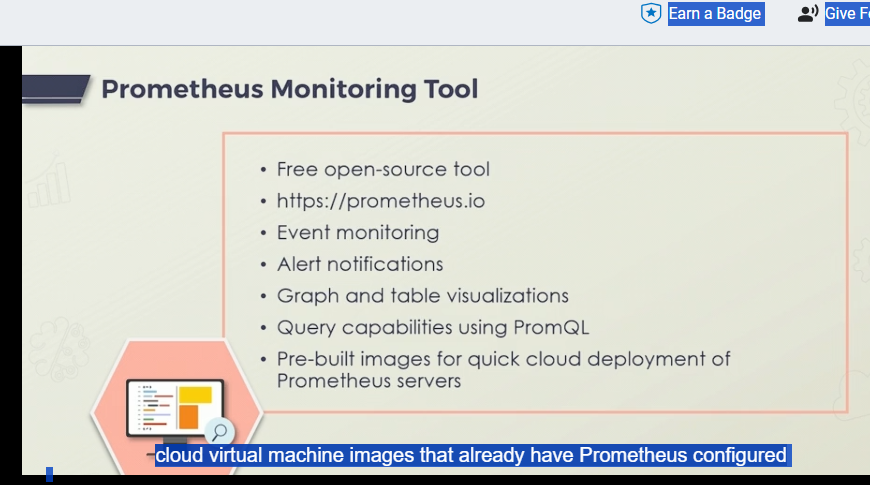 Earn a Badge
Give F
Prometheus Monitoring Tool
• Free open-source tool
• https://prometheus.io
• Event monitoring
• Alert notifications
• Graph and table visualizations
• Query capabilities using PromQL
• Pre-built images for quick cloud deployment of
Prometheus servers
cloud virtual machine images that already have Prometheus configured